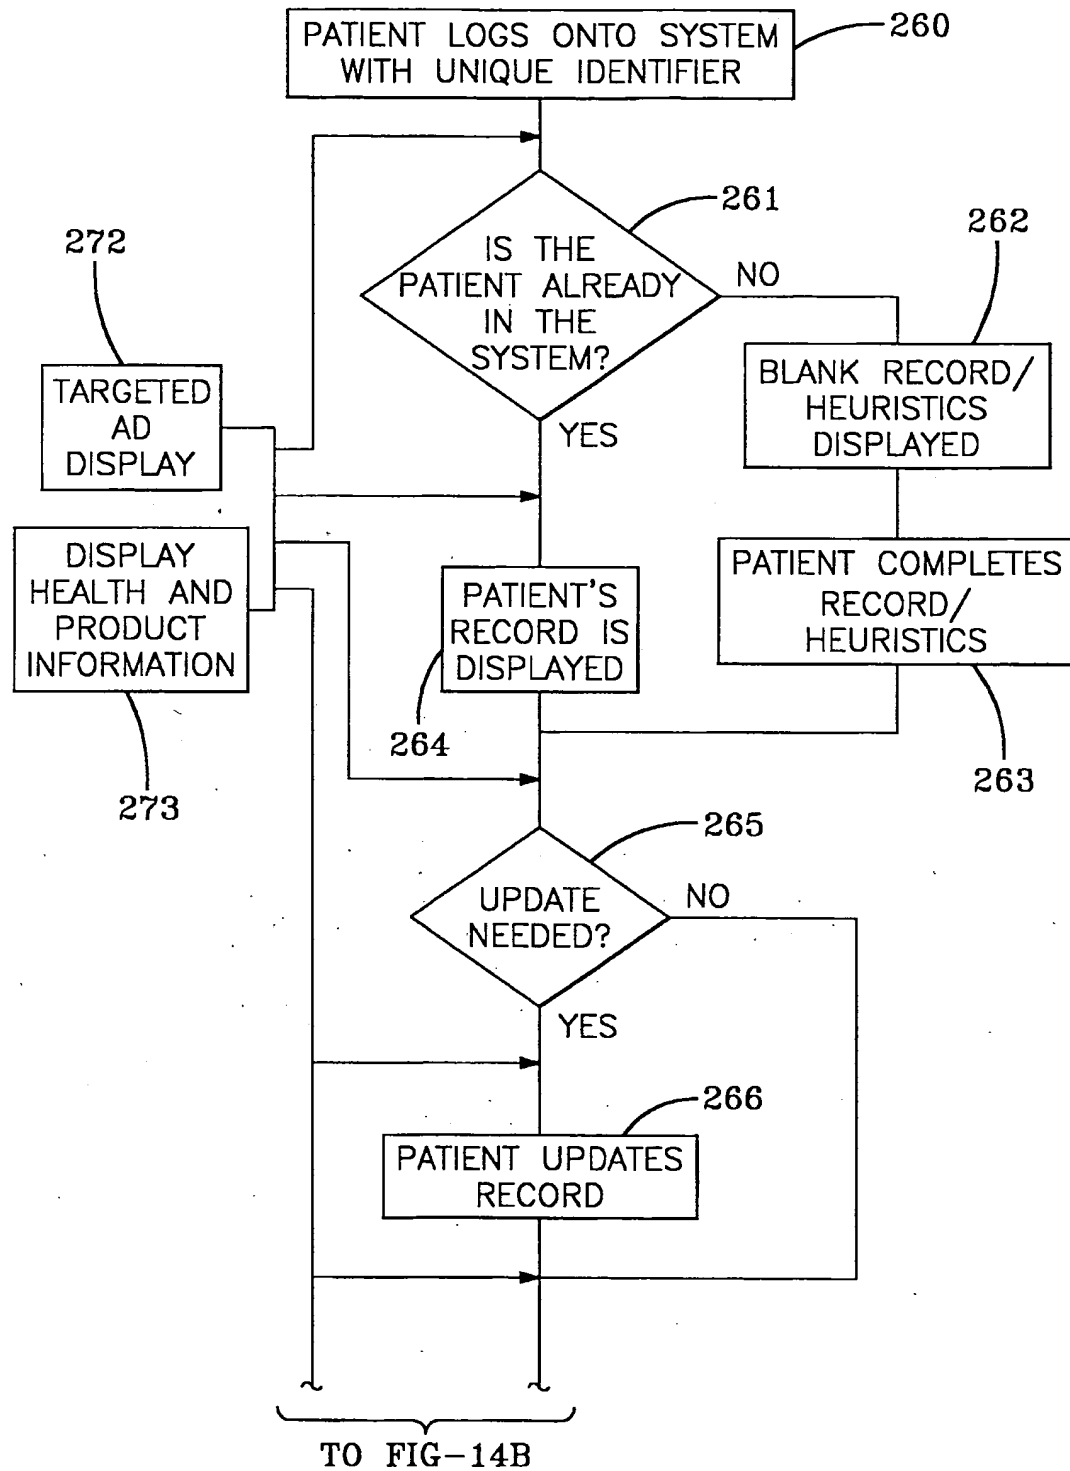 PATIENT LOGS ONTO SYSTEM
WITH UNIQUE IDENTIFIER
260
261
IS THE
PATIENT ALREADY
IN THE
SYSTEM?
NO
YES
262
BLANK RECORD/
HEURISTICS
DISPLAYED
272
TARGETED
AD
DISPLAY
DISPLAY
HEALTH AND
PRODUCT
INFORMATION
273
PATIENT'S
RECORD IS
DISPLAYED
264
PATIENT COMPLETES
RECORD/
HEURISTICS
263
265
UPDATE
NEEDED?
NO
YES
266
PATIENT UPDATES
RECORD
TO FIG-14B